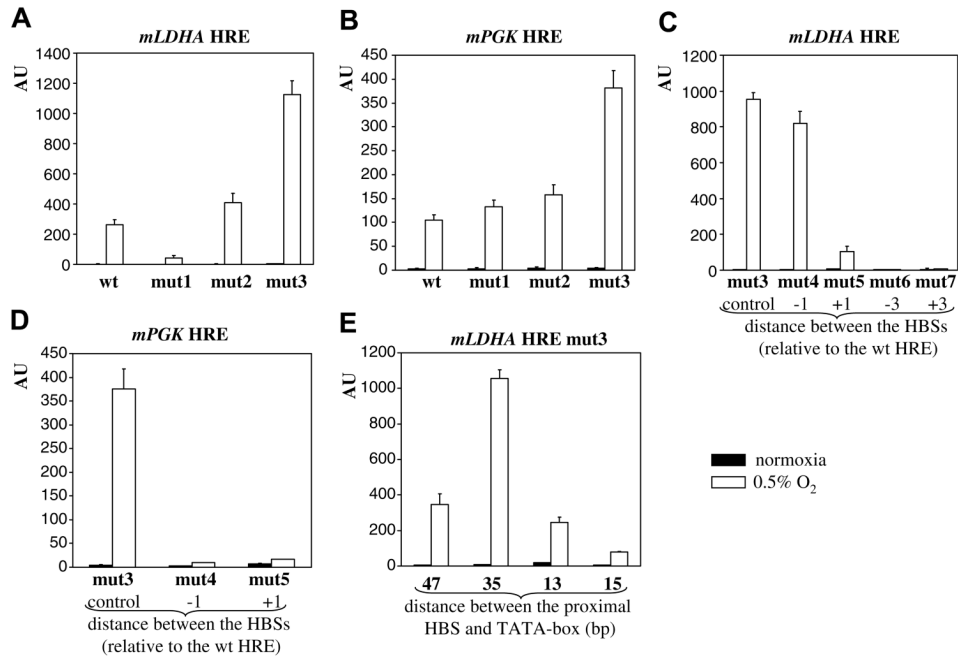 A
mLDHA HRE
AU
1400
1200
1000
800
600
400
200
0
wt mut1 mut2 mut3
B
mPGK HRE
AU
450
400
350
300
250
200
150
100
50
0
wt mut1 mut2 mut3
C
mLDHA HRE
AU
1000
800
600
400
200
0
mut3 mut4 mut5 mut6 mut7
control -1 +1 -3 +3
distance between the HBSs
(relative to the wt HRE)
D
mPGK HRE
AU
450
400
350
300
250
200
150
100
50
0
mut3 mut4 mut5
control -1 +1
distance between the HBSs
(relative to the wt HRE)
E
mLDHA HRE mut3
AU
1200
1000
800
600
400
200
0
47 35 13 15
distance between the proximal
HBS and TATA-box (bp)
normoxia
0.5% O₂